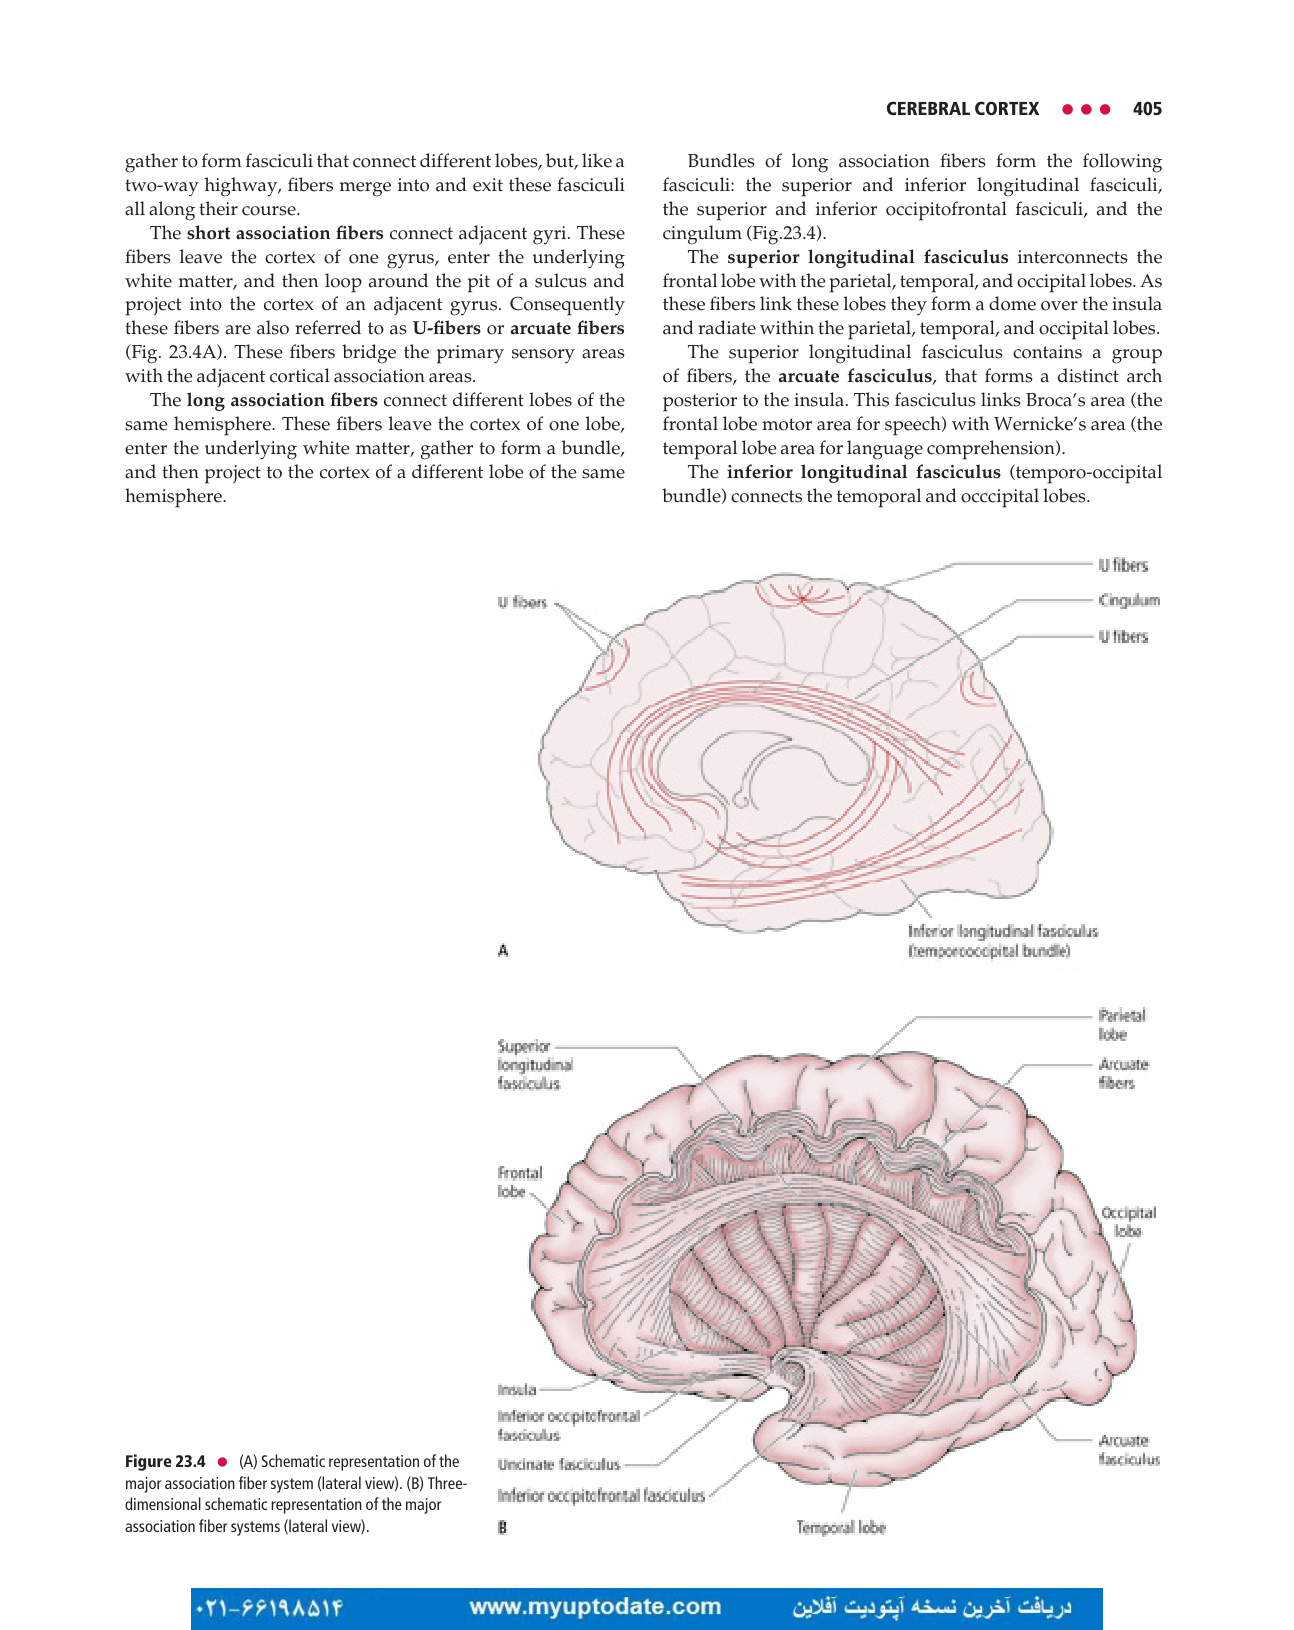 CEREBRAL CORTEX ● ● ● 405
gather to form fasciculi that connect different lobes, but, like a
two-way highway, fibers merge into and exit these fasciculi
all along their course.
The short association fibers connect adjacent gyri. These
fibers leave the cortex of one gyrus, enter the underlying
white matter, and then loop around the pit of a sulcus and
project into the cortex of an adjacent gyrus. Consequently
these fibers are also referred to as U-fibers or arcuate fibers
(Fig. 23.4A). These fibers bridge the primary sensory areas
with the adjacent cortical association areas.
The long association fibers connect different lobes of the
same hemisphere. These fibers leave the cortex of one lobe,
enter the underlying white matter, gather to form a bundle,
and then project to the cortex of a different lobe of the same
hemisphere.
Bundles of long association fibers form the following
fasciculi: the superior and inferior longitudinal fasciculi,
the superior and inferior occipitofrontal fasciculi, and the
cingulum (Fig.23.4).
The superior longitudinal fasciculus interconnects the
frontal lobe with the parietal, temporal, and occipital lobes. As
these fibers link these lobes they form a dome over the insula
and radiate within the parietal, temporal, and occipital lobes.
The superior longitudinal fasciculus contains a group
of fibers, the arcuate fasciculus, that forms a distinct arch
posterior to the insula. This fasciculus links Broca’s area (the
frontal lobe motor area for speech) with Wernicke’s area (the
temporal lobe area for language comprehension).
The inferior longitudinal fasciculus (temporo-occipital
bundle) connects the temoporal and occcipital lobes.
U fibers
U fibers
Cingulum
U fibers
Inferior longitudinal fasciculus
(temporooccipital bundle)
A
Parietal
lobe
Superior
longitudinal
fasciculus
Arcuate
fibers
Frontal
lobe
Occipital
lobe
Insula
Inferior occipitofrontal
fasciculus
Uncinate fasciculus
Inferior occipitofrontal fasciculus
Arcuate
fasciculus
B
Temporal lobe
Figure 23.4 ● (A) Schematic representation of the
major association fiber system (lateral view). (B) Three-
dimensional schematic representation of the major
association fiber systems (lateral view).
۰۲۱-۶۶۱۹۸۵۱۴ www.myuptodate.com دریافت آخرین نسخه آپتودیت آفلاین